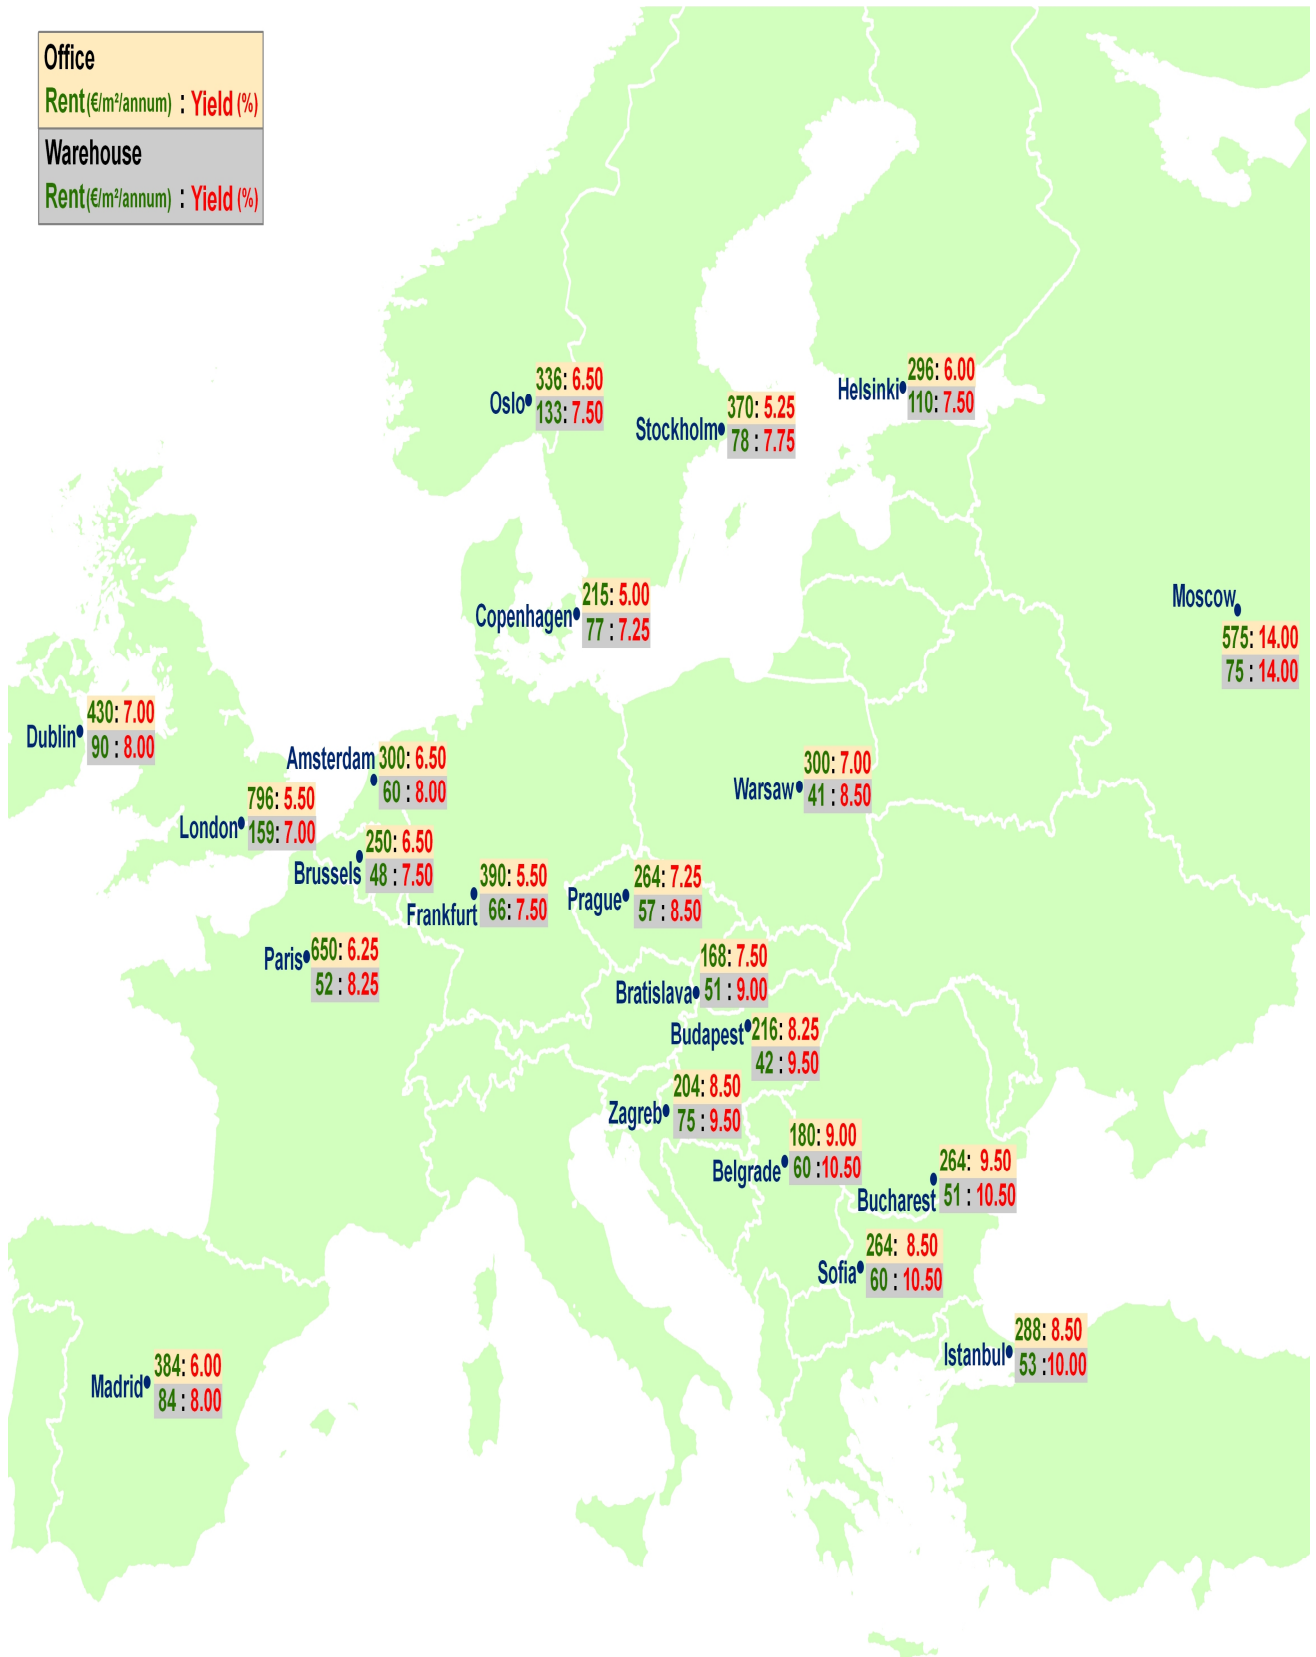 Office
Rent (€/m²/annum) : Yield (%)
Warehouse
Rent (€/m²/annum) : Yield (%)
Helsinki
296: 6.00
110: 7.50
Oslo
336: 6.50
133: 7.50
Stockholm
370: 5.25
78 : 7.75
Copenhagen
215: 5.00
77 : 7.25
Moscow
575: 14.00
75 : 14.00
Dublin
430: 7.00
90 : 8.00
Amsterdam
300: 6.50
60 : 8.00
Warsaw
300: 7.00
41 : 8.50
London
796: 5.50
159: 7.00
Brussels
250: 6.50
48 : 7.50
Frankfurt
390: 5.50
66: 7.50
Prague
264: 7.25
57 : 8.50
Paris
650: 6.25
52 : 8.25
Bratislava
168: 7.50
51 : 9.00
Budapest
216: 8.25
42 : 9.50
Zagreb
204: 8.50
75 : 9.50
Belgrade
180: 9.00
60 :10.50
Bucharest
264: 9.50
51 : 10.50
Sofia
264: 8.50
60 : 10.50
Istanbul
288: 8.50
53 :10.00
Madrid
384: 6.00
84 : 8.00